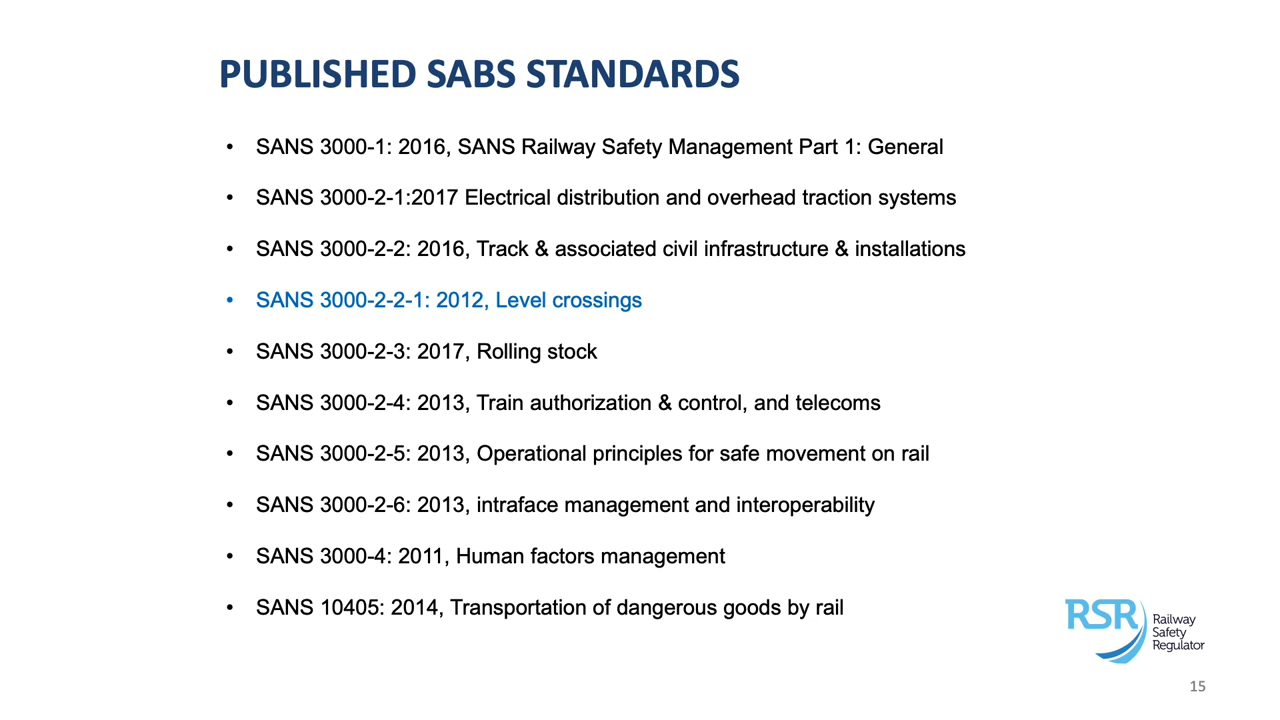 PUBLISHED SABS STANDARDS
• SANS 3000-1: 2016, SANS Railway Safety Management Part 1: General
• SANS 3000-2-1:2017 Electrical distribution and overhead traction systems
• SANS 3000-2-2: 2016, Track & associated civil infrastructure & installations
• SANS 3000-2-2-1: 2012, Level crossings
• SANS 3000-2-3: 2017, Rolling stock
• SANS 3000-2-4: 2013, Train authorization & control, and telecoms
• SANS 3000-2-5: 2013, Operational principles for safe movement on rail
• SANS 3000-2-6: 2013, intraface management and interoperability
• SANS 3000-4: 2011, Human factors management
• SANS 10405: 2014, Transportation of dangerous goods by rail
RSR
Railway
Safety
Regulator
15